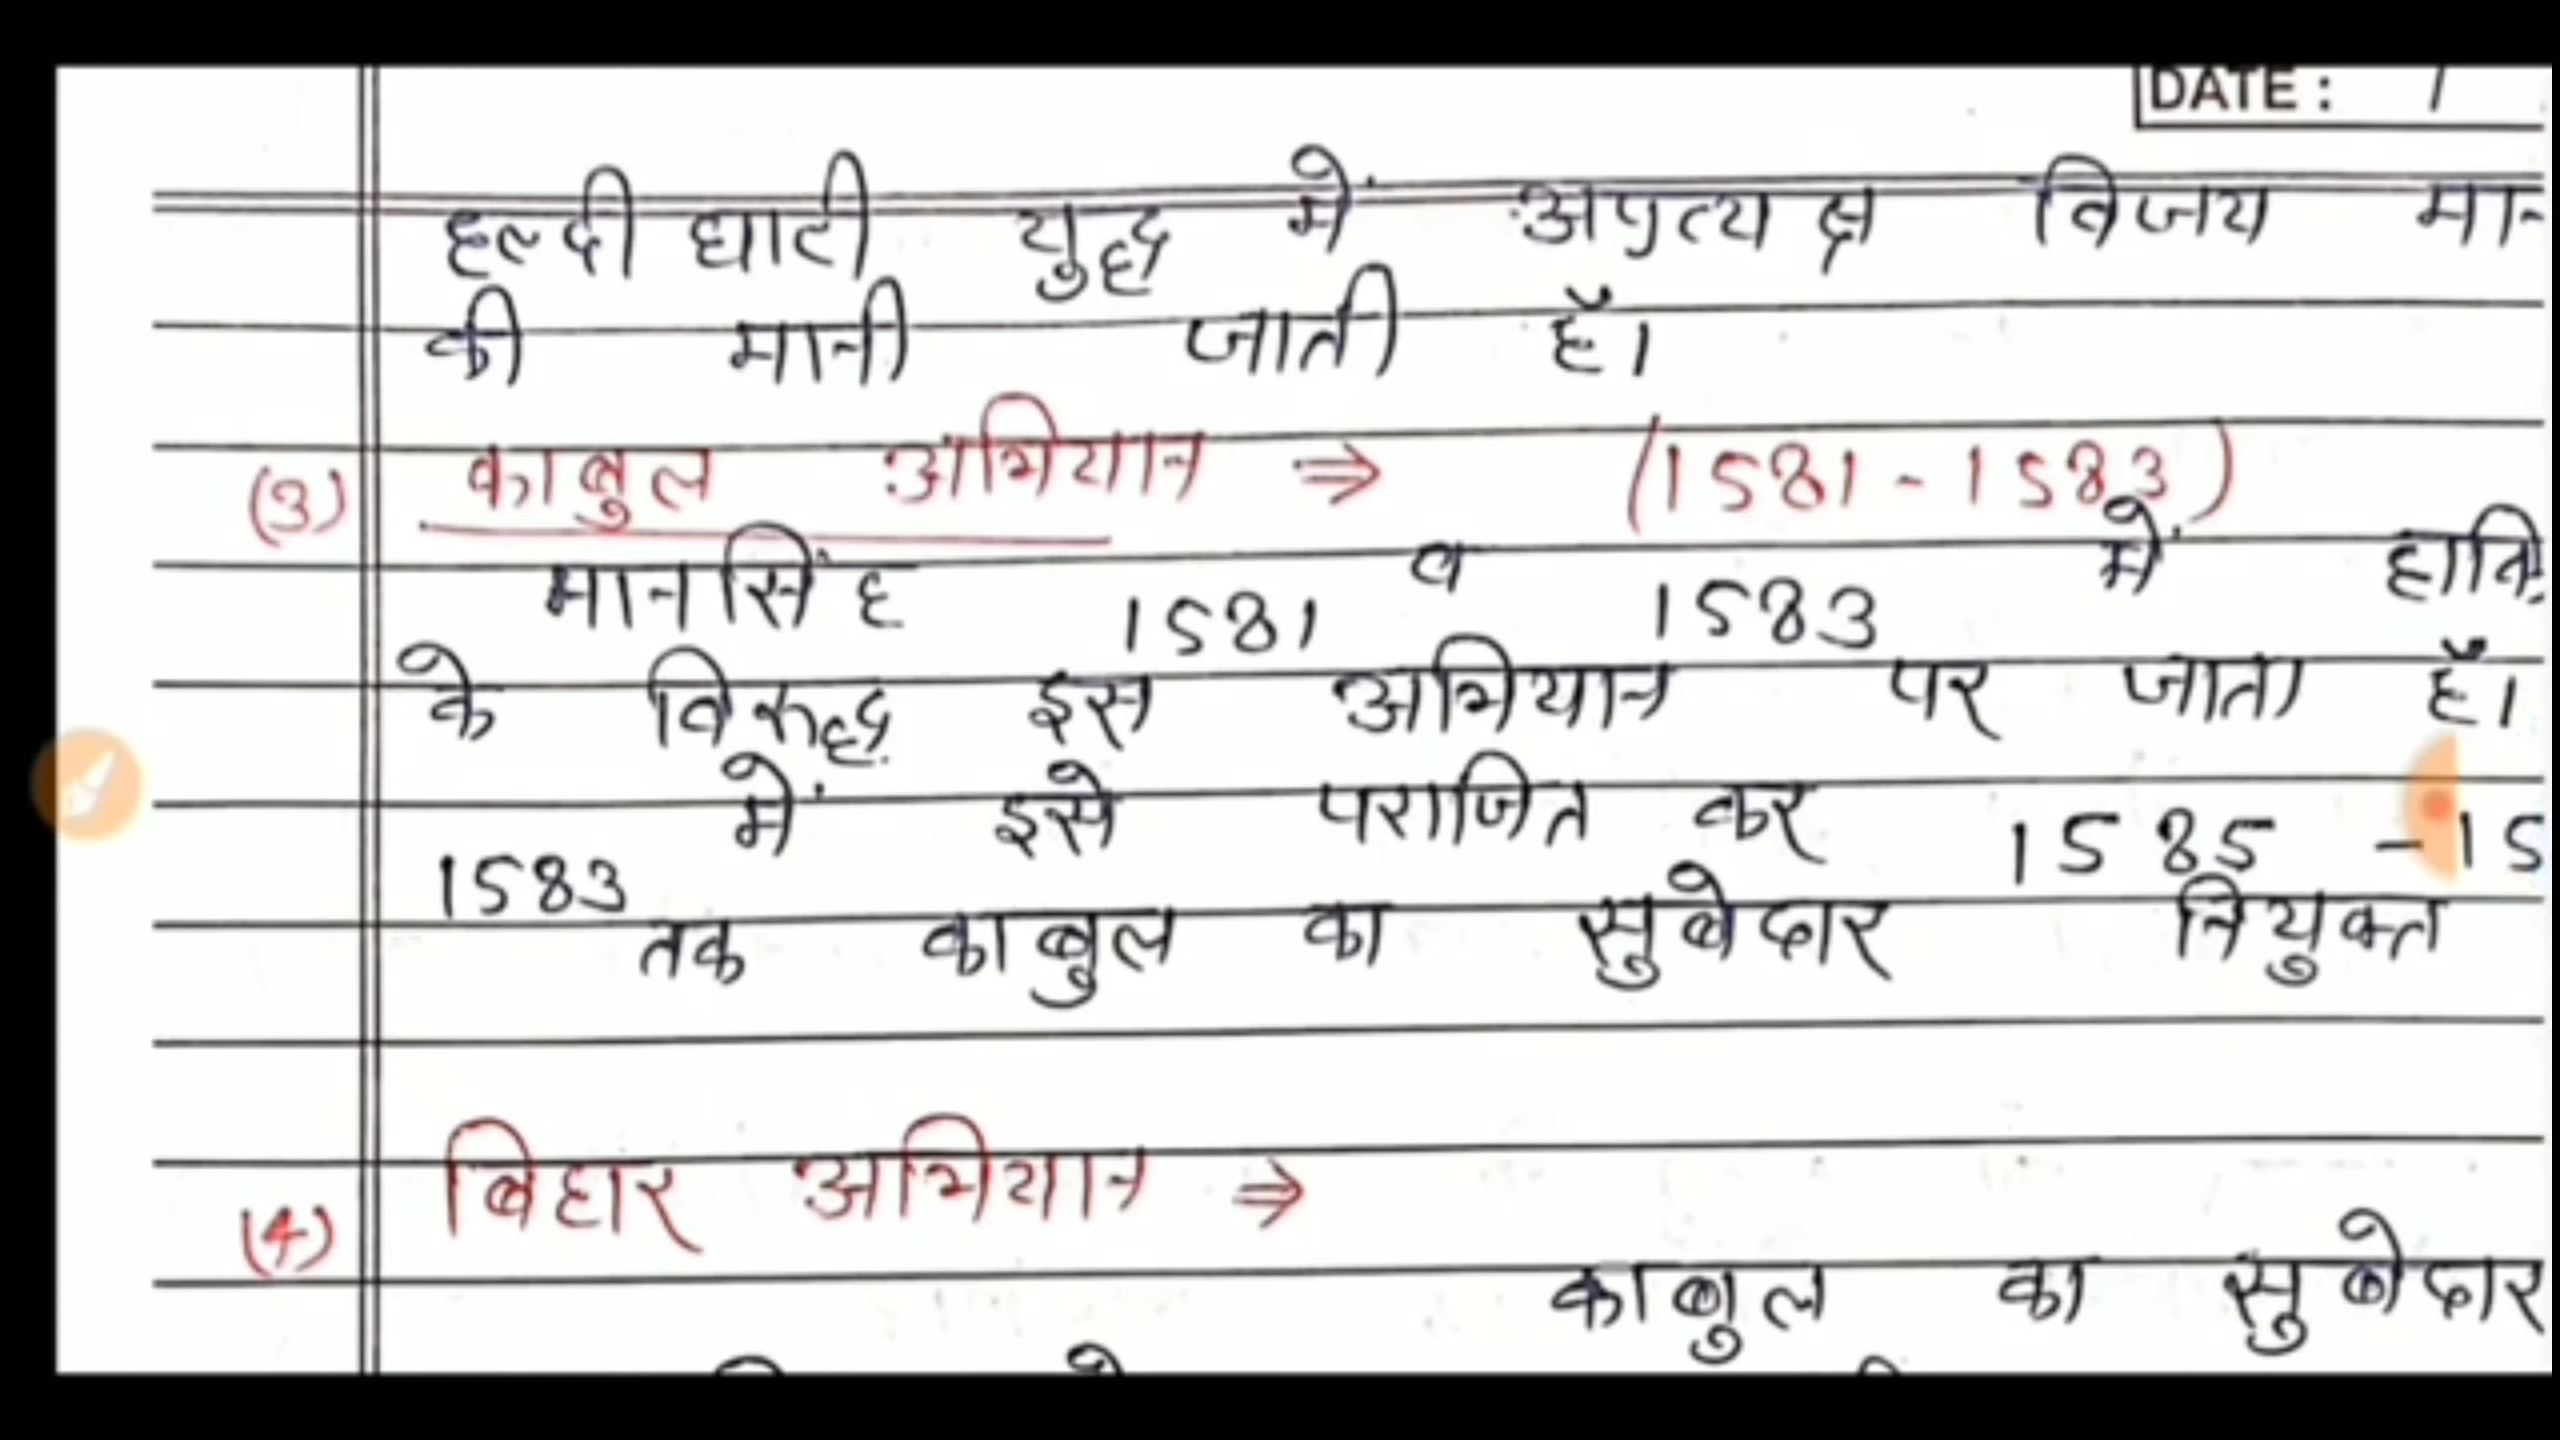 DATE : /
हल्दी घाटी युद्ध में अप्रत्यक्ष विजय मान
की मानी जाती हैं।
(3) काबुल अभियान ⇒ (1581 - 1583)
मानसिंह 1581 व 1583 में
के विरुद्ध इस अभियान पर जाता हैं।
1583 में इसे पराजित कर 1585 - 15
तक काबुल का सुबेदार नियुक्त
(4) बिहार अभियान ⇒
काबुल का सुबेदार